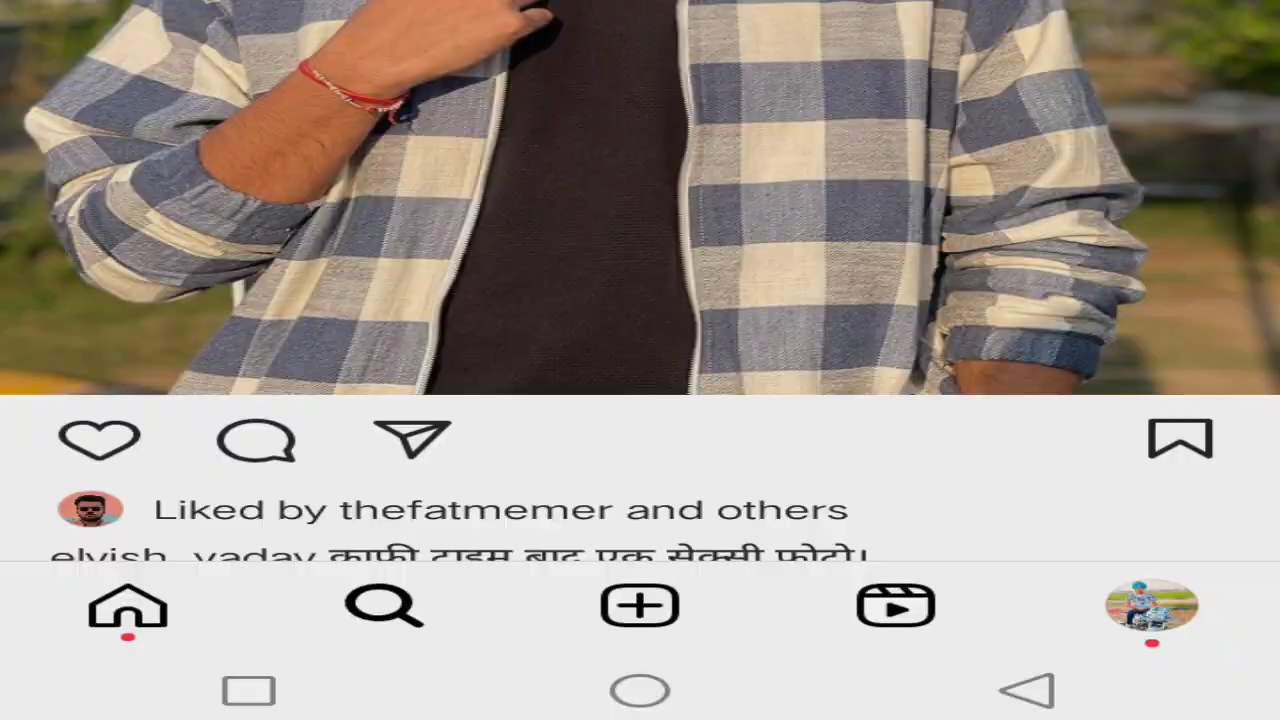 Liked by thefatmemer and others
elvish_yadav काफी टाइम बाद एक सेक्सी फोटो।